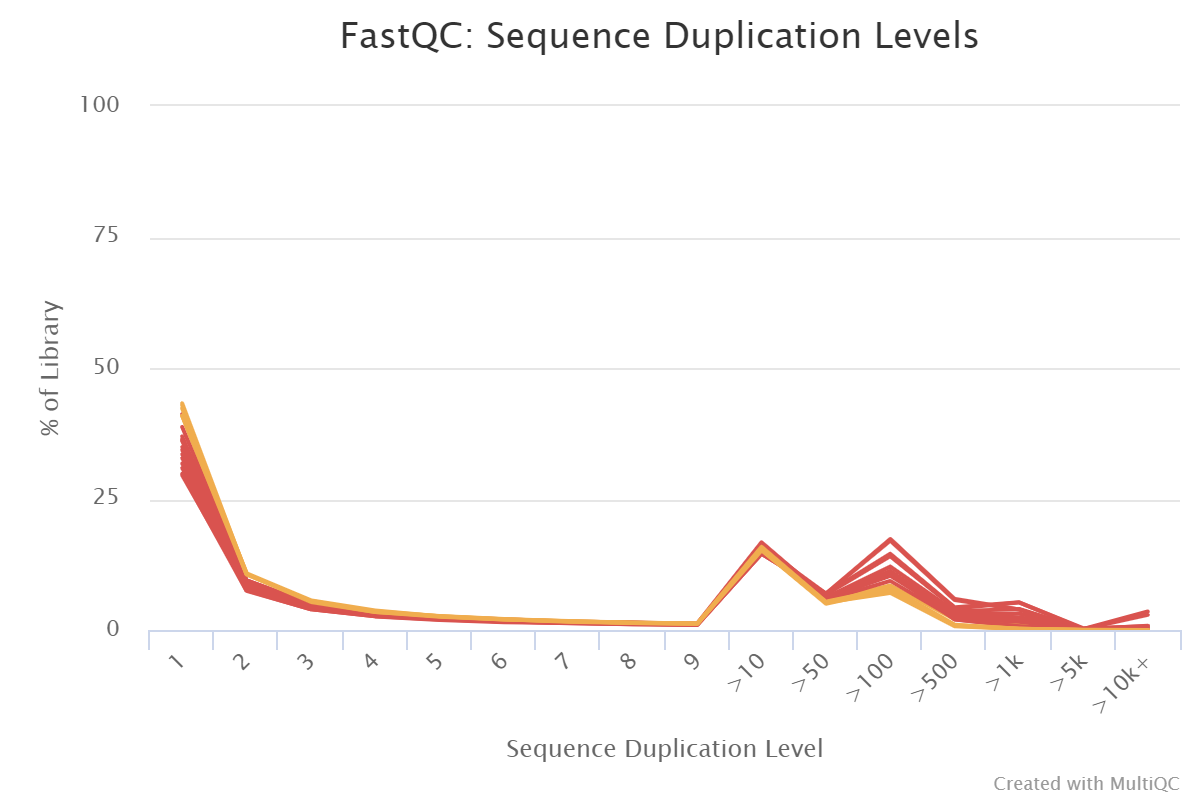 FastQC: Sequence Duplication Levels
100
75
50
25
0
% of Library
1
2
3
4
5
6
7
8
9
>10
>50
>100
>500
>1k
>5k
>10k+
Sequence Duplication Level
Created with MultiQC